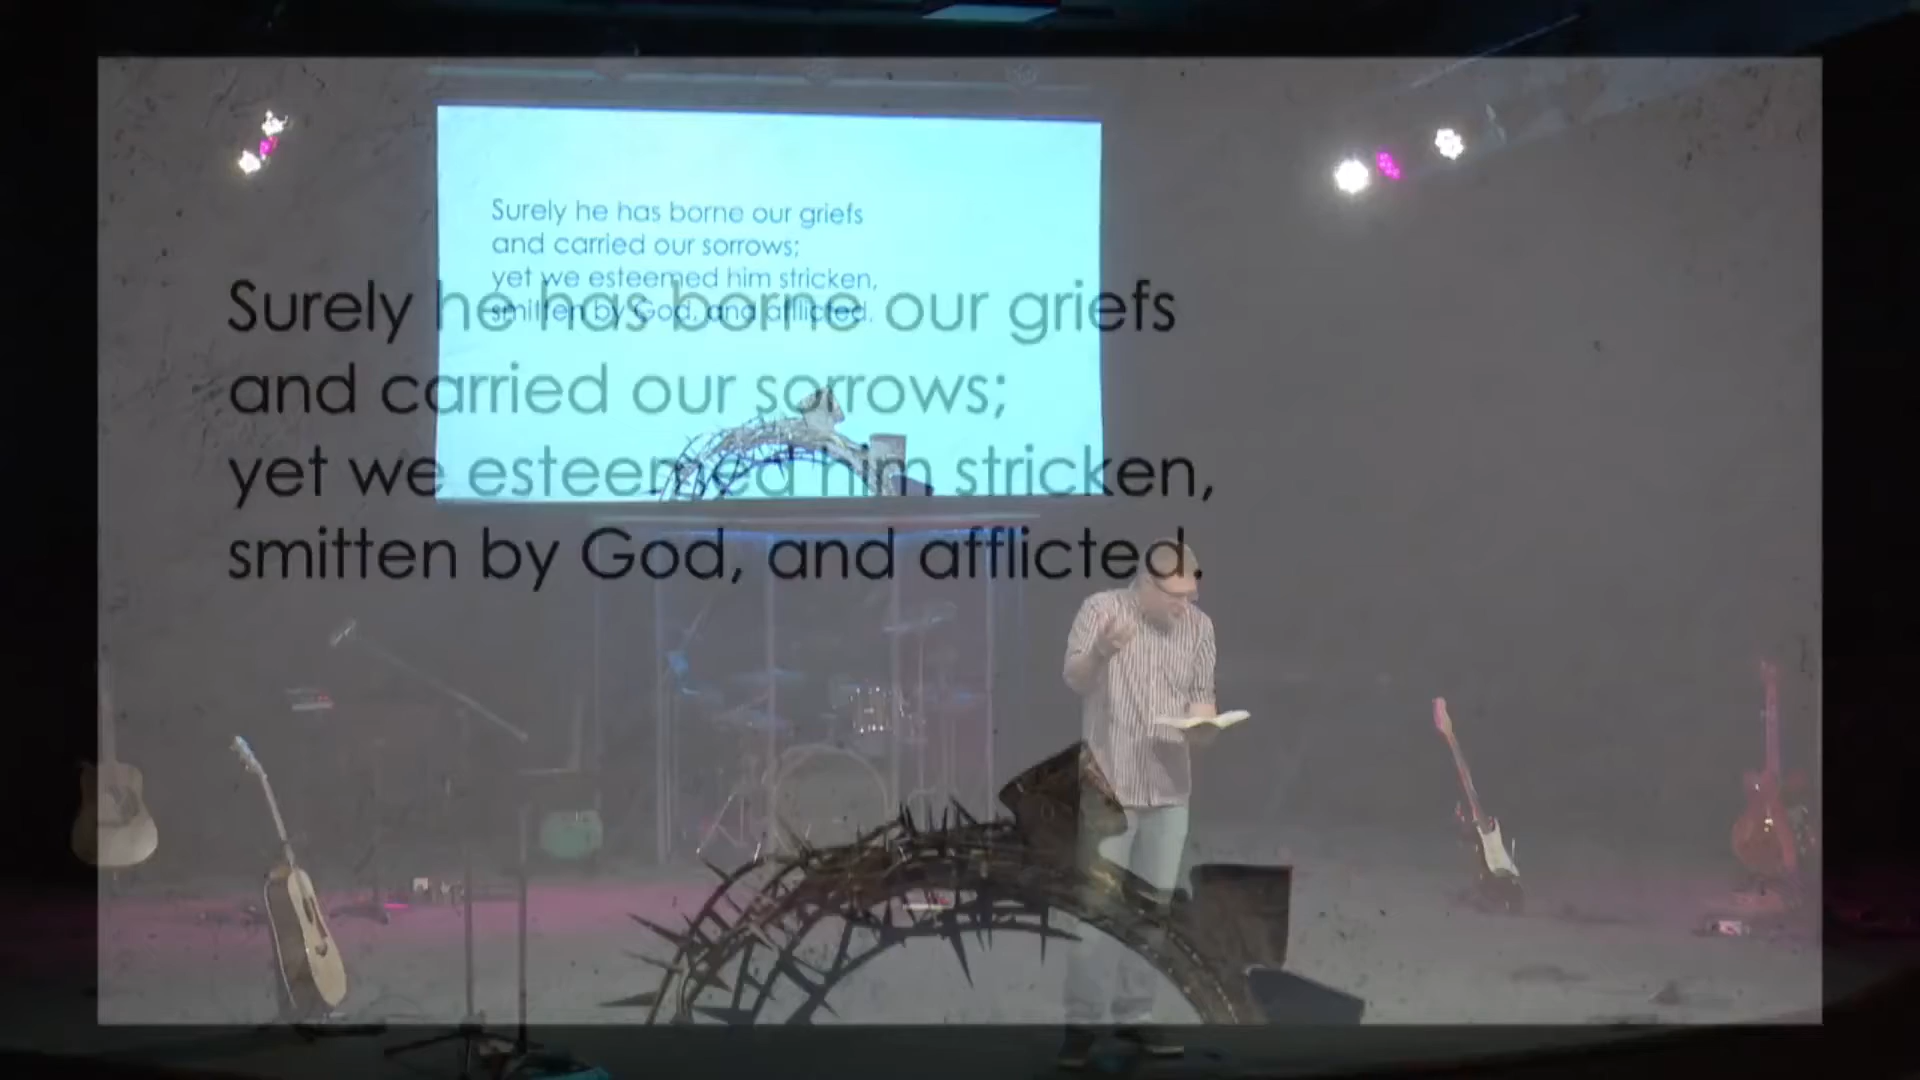 Surely he has borne our griefs
and carried our sorrows;
yet we esteemed him stricken,
smitten by God, and afflicted.
Surely he has borne our griefs
and carried our sorrows;
yet we esteemed him stricken,
smitten by God, and afflicted.